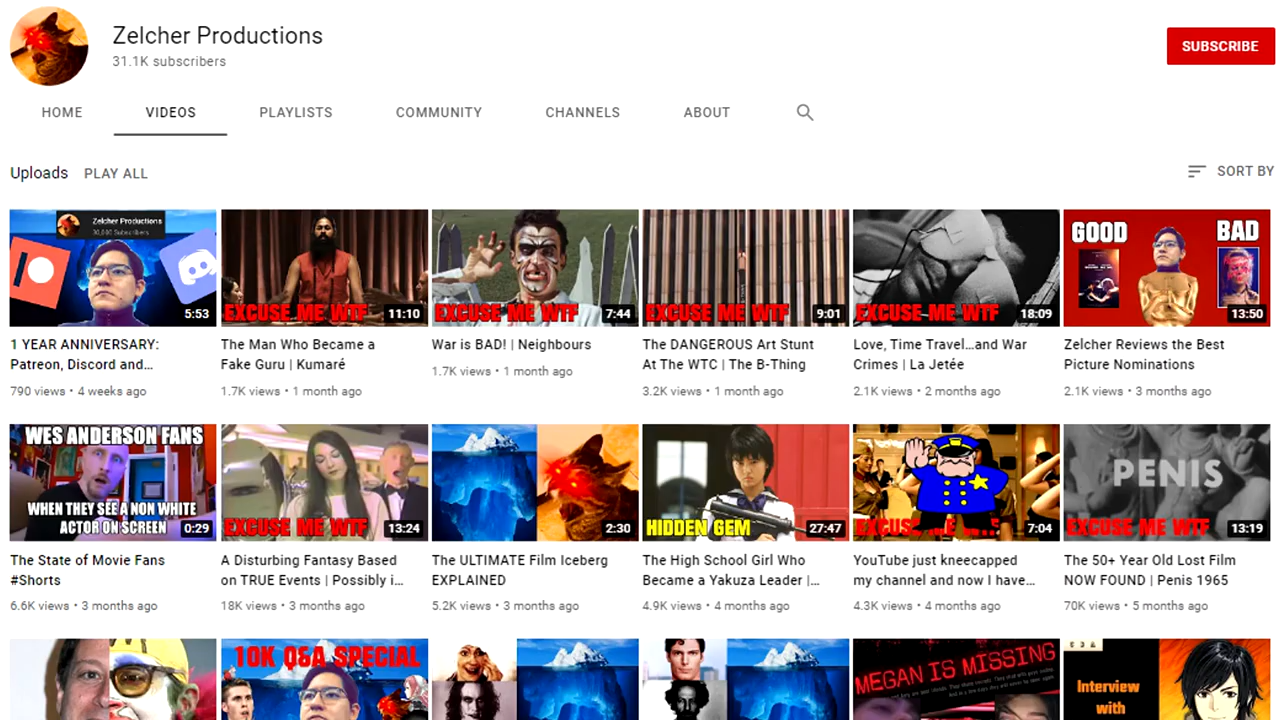 Zelcher Productions
31.1K subscribers
SUBSCRIBE
HOME VIDEOS PLAYLISTS COMMUNITY CHANNELS ABOUT
Uploads PLAY ALL SORT BY
Zelcher Productions
30,000 Subscribers
5:53
EXCUSE ME WTF 11:10
EXCUSE ME WTF 7:44
EXCUSE ME WTF 9:01
EXCUSE ME WTF 18:09
GOOD BAD
13:50
1 YEAR ANNIVERSARY:
Patreon, Discord and...
790 views • 4 weeks ago
The Man Who Became a
Fake Guru | Kumaré
1.7K views • 1 month ago
War is BAD! | Neighbours
1.7K views • 1 month ago
The DANGEROUS Art Stunt
At The WTC | The B-Thing
3.2K views • 1 month ago
Love, Time Travel...and War
Crimes | La Jetée
2.1K views • 2 months ago
Zelcher Reviews the Best
Picture Nominations
2.1K views • 3 months ago
WES ANDERSON FANS
WHEN THEY SEE A NON WHITE
ACTOR ON SCREEN
0:29
EXCUSE ME WTF 13:24
2:30
HIDDEN GEM 27:47
7:04
PENIS
EXCUSE ME WTF 13:19
The State of Movie Fans
#Shorts
6.6K views • 3 months ago
A Disturbing Fantasy Based
on TRUE Events | Possibly i...
18K views • 3 months ago
The ULTIMATE Film Iceberg
EXPLAINED
5.2K views • 3 months ago
The High School Girl Who
Became a Yakuza Leader |...
4.9K views • 4 months ago
YouTube just kneecapped
my channel and now I have...
4.3K views • 4 months ago
The 50+ Year Old Lost Film
NOW FOUND | Penis 1965
70K views • 5 months ago
10K Q&A SPECIAL
MEGAN IS MISSING
Interview
with